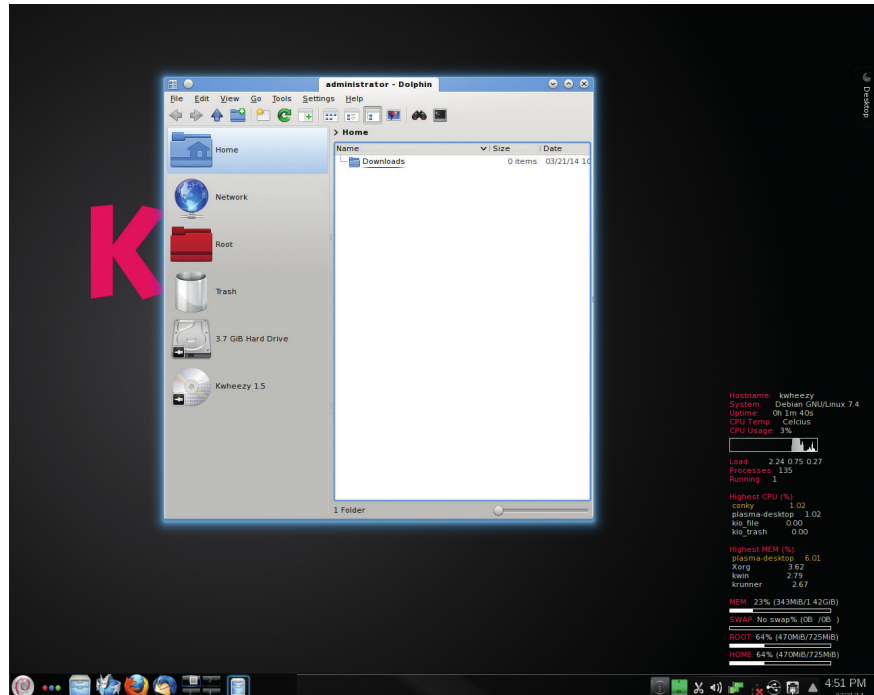 administrator – Dolphin
File Edit View Go Tools Settings Help
Home
Network
Root
Trash
3.7 GiB Hard Drive
Kwheezy 1.5
> Home
Name Size Date
Downloads 0 items 03/21/14 10
1 Folder
K
Desktop
Hostname: kwheezy
System: Debian GNU/Linux 7.4
Uptime: 0h 1m 40s
CPU Temp: Celcius
CPU Usage: 3%
Load: 2.24 0.75 0.27
Processes: 135
Running: 1
Highest CPU (%):
conky 1.02
plasma-desktop 1.02
kio_file 0.00
kio_trash 0.00
Highest MEM (%):
plasma-desktop 6.01
Xorg 3.62
kwin 2.79
krunner 2.67
MEM: 23% (343MiB/1.42GiB)
SWAP: No swap% (0B /0B )
ROOT: 64% (470MiB/725MiB)
HOME: 64% (470MiB/725MiB)
4:51 PM